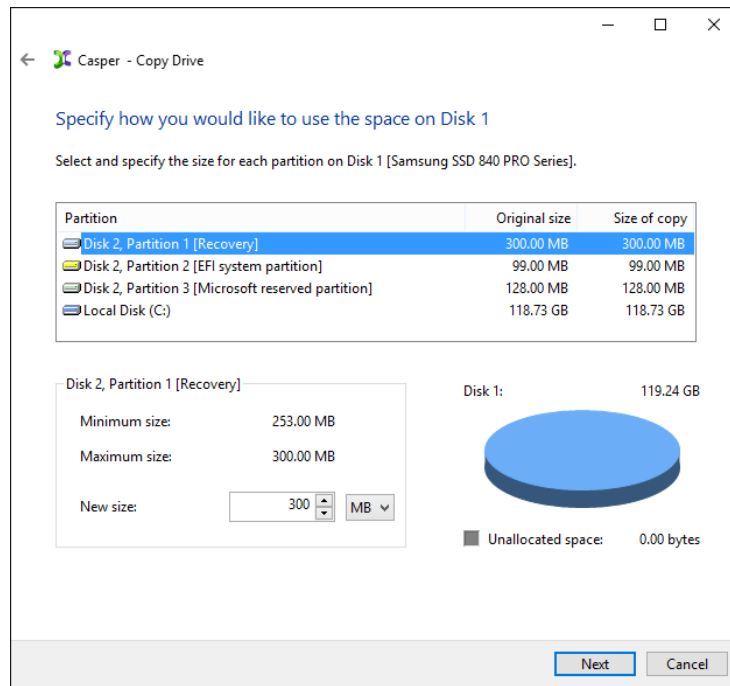 Casper - Copy Drive
Specify how you would like to use the space on Disk 1
Select and specify the size for each partition on Disk 1 [Samsung SSD 840 PRO Series].
Partition Original size Size of copy
Disk 2, Partition 1 [Recovery] 300.00 MB 300.00 MB
Disk 2, Partition 2 [EFI system partition] 99.00 MB 99.00 MB
Disk 2, Partition 3 [Microsoft reserved partition] 128.00 MB 128.00 MB
Local Disk (C:) 118.73 GB 118.73 GB
Disk 2, Partition 1 [Recovery]
Minimum size: 253.00 MB
Maximum size: 300.00 MB
New size: 300 MB
Disk 1: 119.24 GB
Unallocated space: 0.00 bytes
Next Cancel